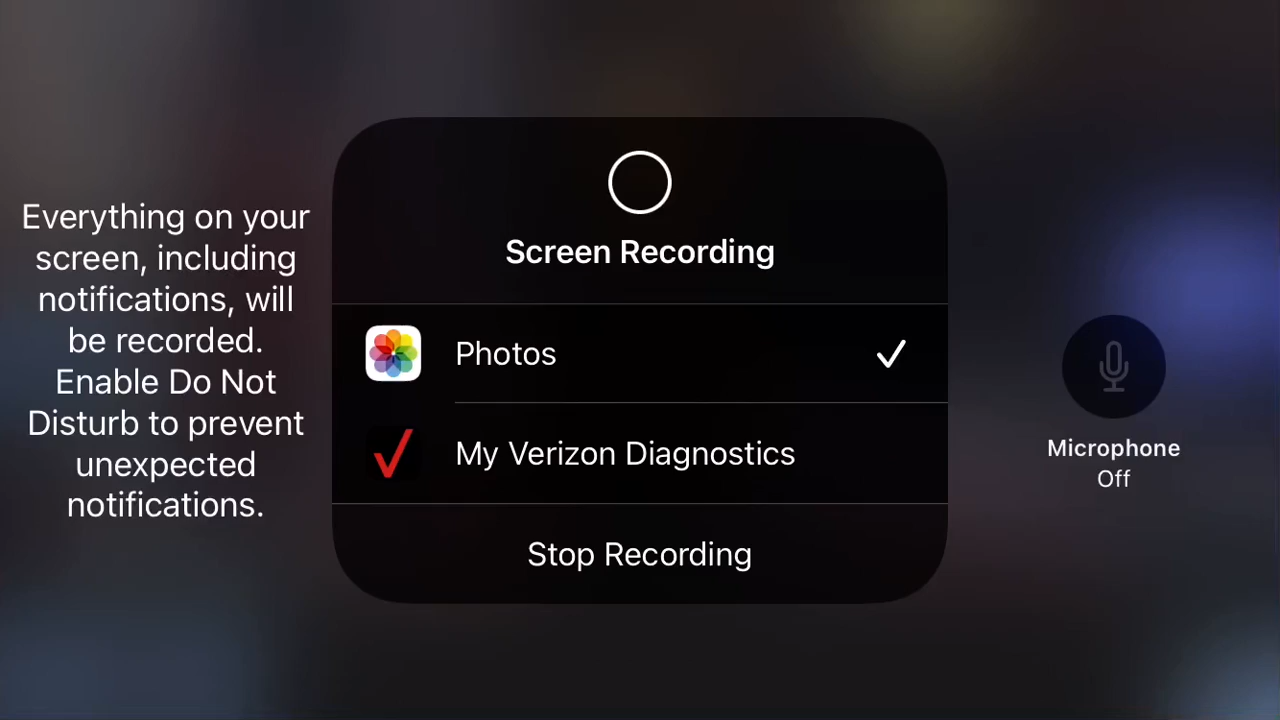 Everything on your
screen, including
notifications, will
be recorded.
Enable Do Not
Disturb to prevent
unexpected
notifications.
Screen Recording
Photos
My Verizon Diagnostics
Stop Recording
Microphone
Off